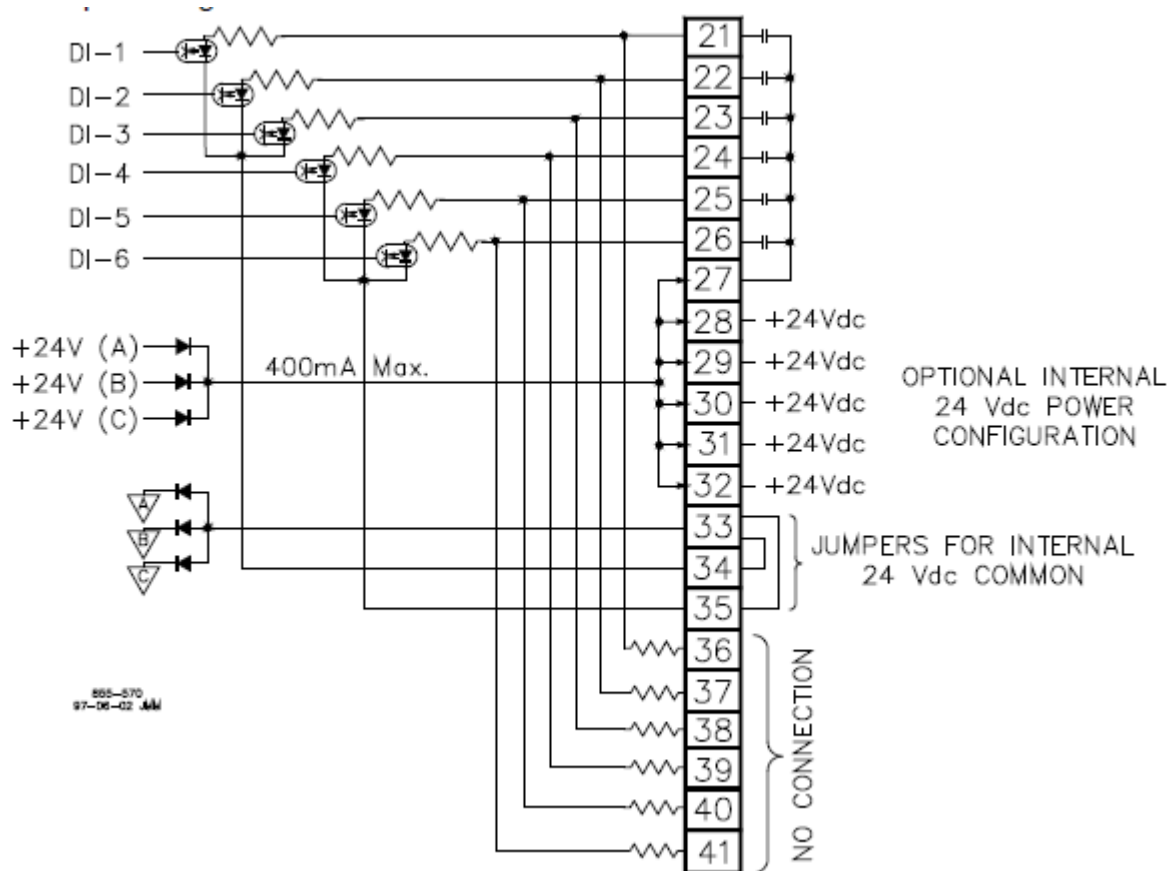 DI-1
DI-2
DI-3
DI-4
DI-5
DI-6
+24V (A)
+24V (B)
+24V (C)
400mA Max.
A
B
C
21
22
23
24
25
26
27
28 +24Vdc
29 +24Vdc
30 +24Vdc
31 +24Vdc
32 +24Vdc
33
34
35
36
37
38
39
40
41
OPTIONAL INTERNAL
24 Vdc POWER
CONFIGURATION
JUMPERS FOR INTERNAL
24 Vdc COMMON
NO CONNECTION
97-06-02